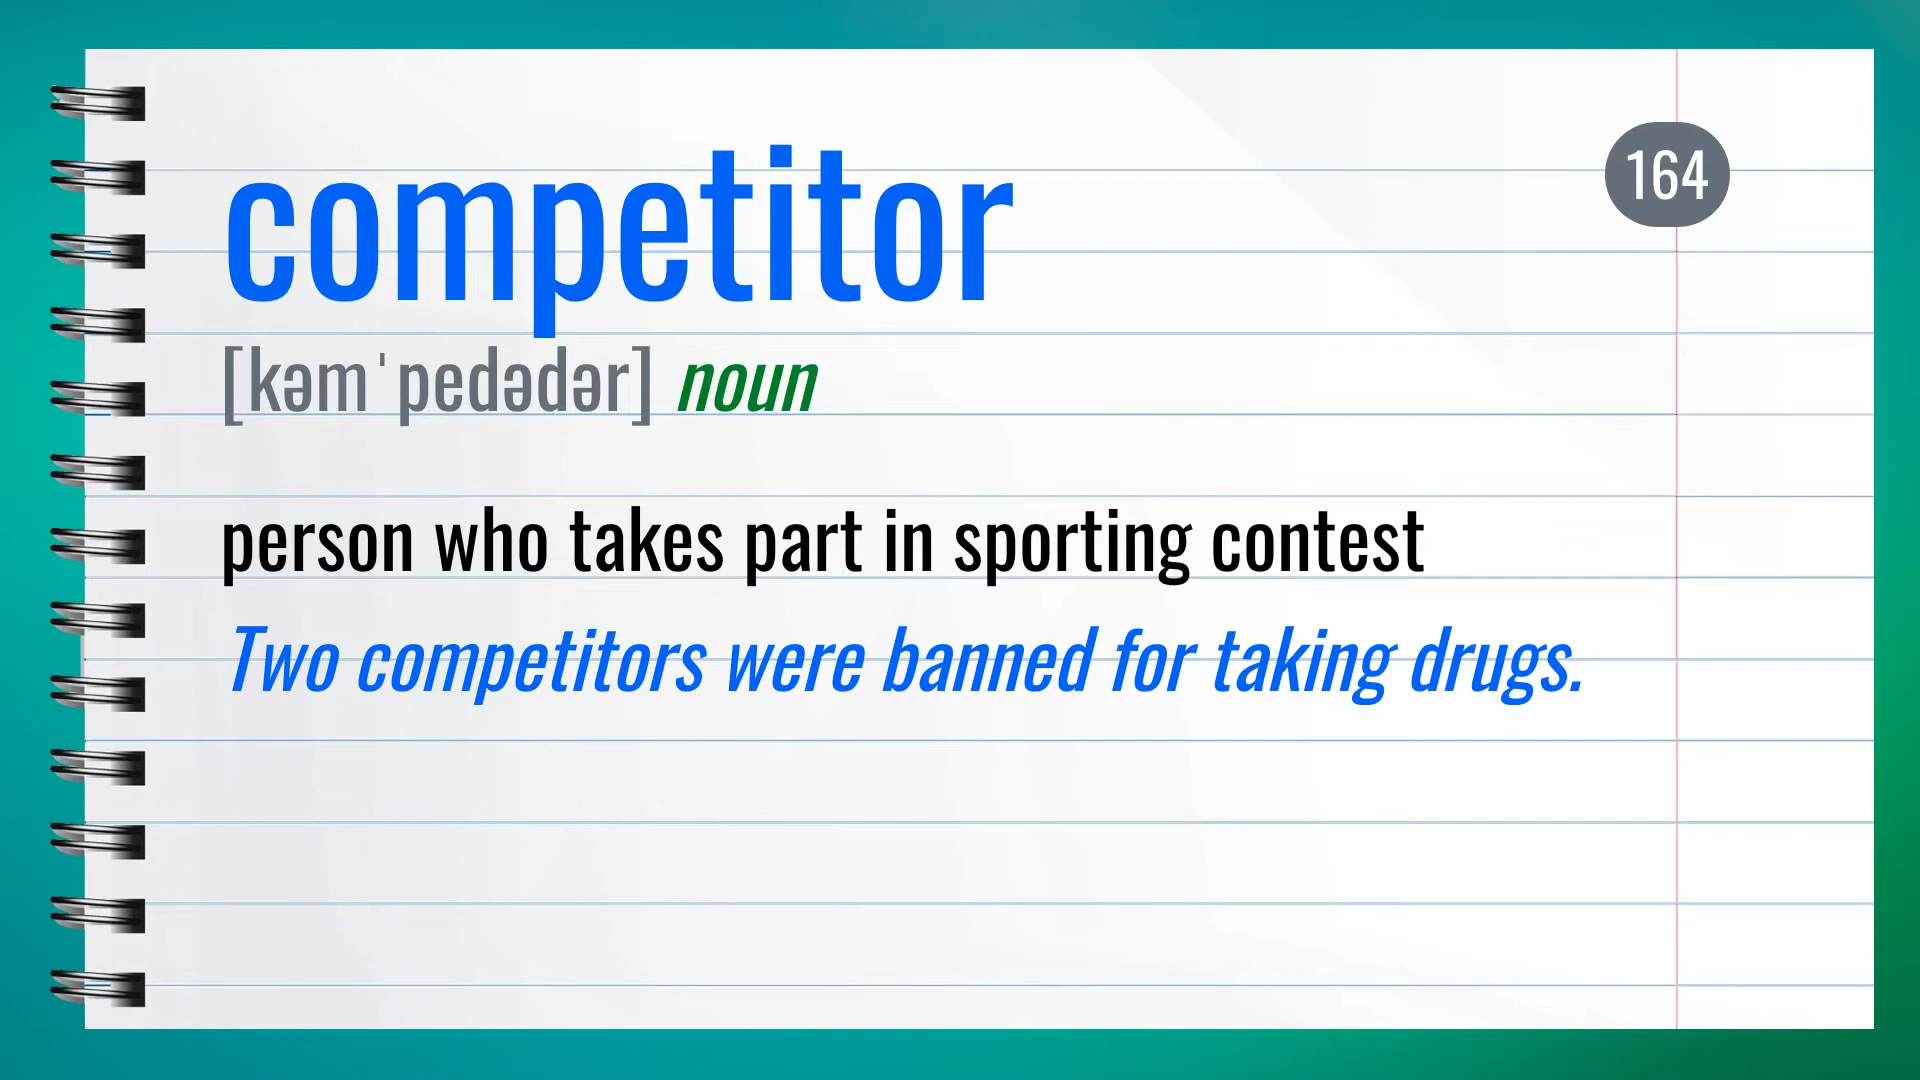 competitor
164
[kəmˈpedədər] noun
person who takes part in sporting contest
Two competitors were banned for taking drugs.